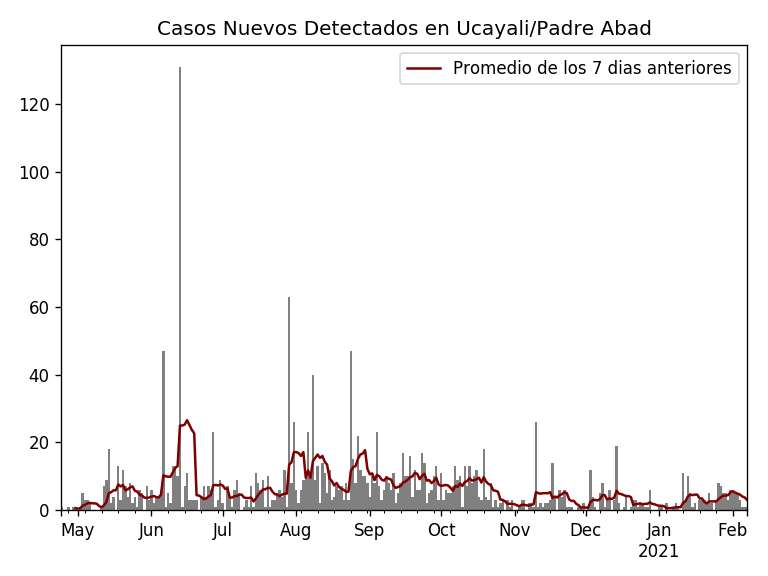 Casos Nuevos Detectados en Ucayali/Padre Abad
Promedio de los 7 dias anteriores
120
100
80
60
40
20
0
May Jun Jul Aug Sep Oct Nov Dec Jan Feb
2021